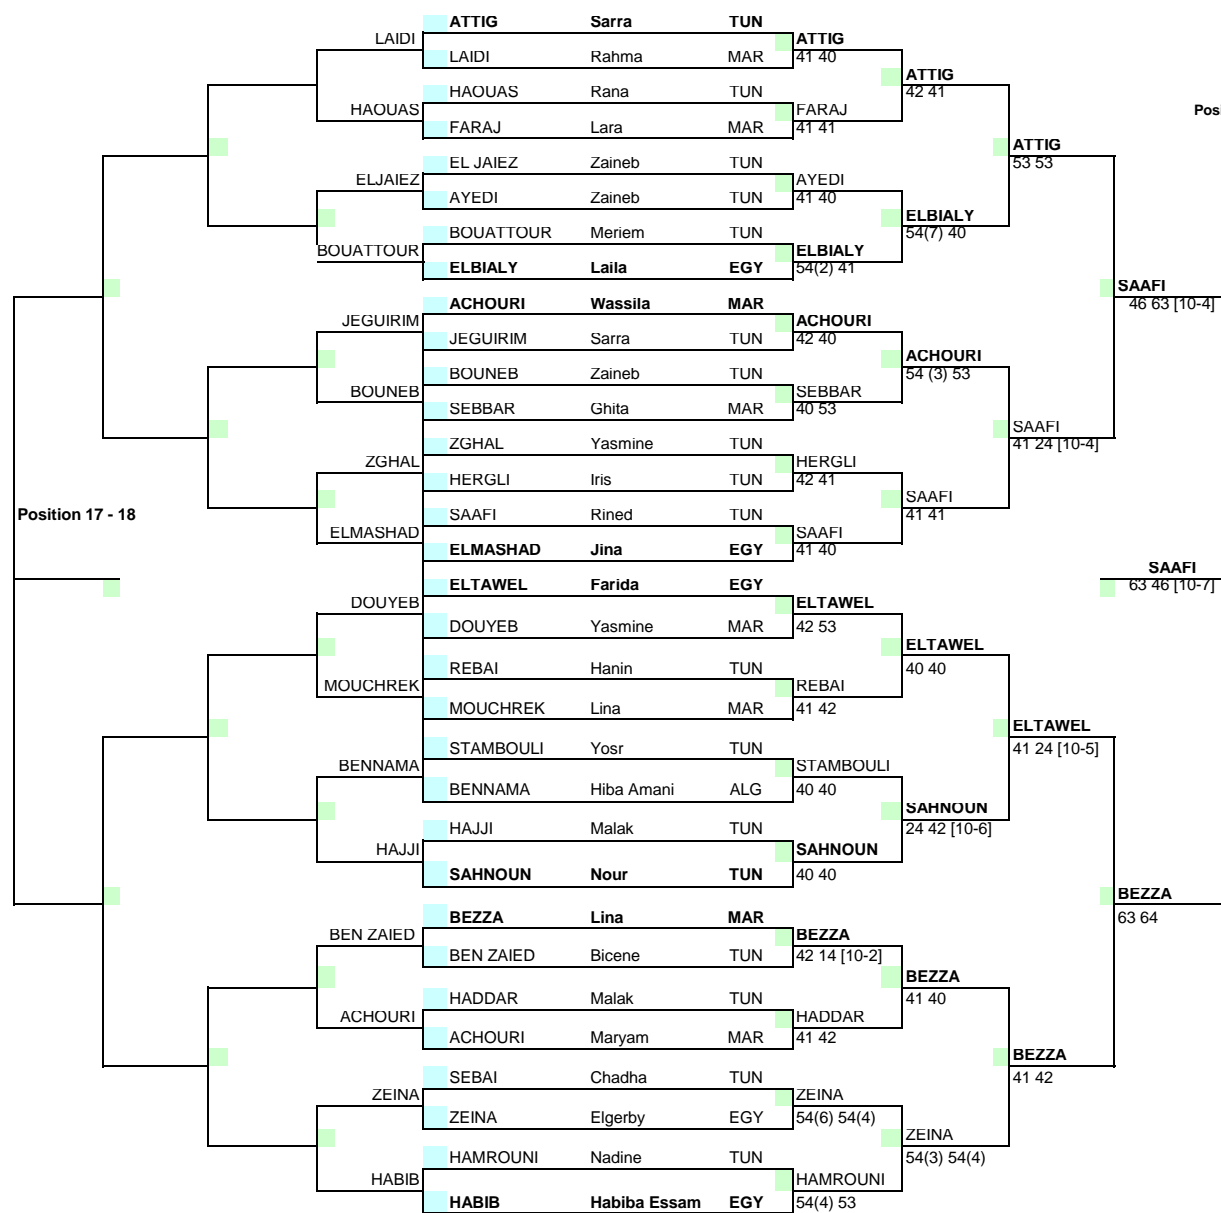 ATTIG Sarra TUN
LAIDI ATTIG
LAIDI Rahma MAR 41 40
ATTIG
HAOUAS Rana TUN 42 41
HAOUAS FARAJ Posi
FARAJ Lara MAR 41 41
ATTIG
EL JAIEZ Zaineb TUN 53 53
ELJAIEZ AYEDI
AYEDI Zaineb TUN 41 40
ELBIALY
BOUATTOUR Meriem TUN 54(7) 40
BOUATTOUR ELBIALY
ELBIALY Laila EGY 54(2) 41
SAAFI
ACHOURI Wassila MAR 46 63 [10-4]
JEGUIRIM ACHOURI
JEGUIRIM Sarra TUN 42 40
ACHOURI
BOUNEB Zaineb TUN 54 (3) 53
BOUNEB SEBBAR
SEBBAR Ghita MAR 40 53
SAAFI
ZGHAL Yasmine TUN 41 24 [10-4]
ZGHAL HERGLI
HERGLI Iris TUN 42 41
SAAFI
Position 17 - 18 SAAFI Rined TUN 41 41
ELMASHAD SAAFI
ELMASHAD Jina EGY 41 40
SAAFI
ELTAWEL Farida EGY 63 46 [10-7]
DOUYEB ELTAWEL
DOUYEB Yasmine MAR 42 53
ELTAWEL
REBAI Hanin TUN 40 40
MOUCHREK REBAI
MOUCHREK Lina MAR 41 42
ELTAWEL
STAMBOULI Yosr TUN 41 24 [10-5]
BENNAMA STAMBOULI
BENNAMA Hiba Amani ALG 40 40
SAHNOUN
HAJJI Malak TUN 24 42 [10-6]
HAJJI SAHNOUN
SAHNOUN Nour TUN 40 40
BEZZA
BEZZA Lina MAR 63 64
BEN ZAIED BEZZA
BEN ZAIED Bicene TUN 42 14 [10-2]
BEZZA
HADDAR Malak TUN 41 40
ACHOURI HADDAR
ACHOURI Maryam MAR 41 42
BEZZA
SEBAI Chadha TUN 41 42
ZEINA ZEINA
ZEINA Elgerby EGY 54(6) 54(4)
ZEINA
HAMROUNI Nadine TUN 54(3) 54(4)
HABIB HAMROUNI
HABIB Habiba Essam EGY 54(4) 53